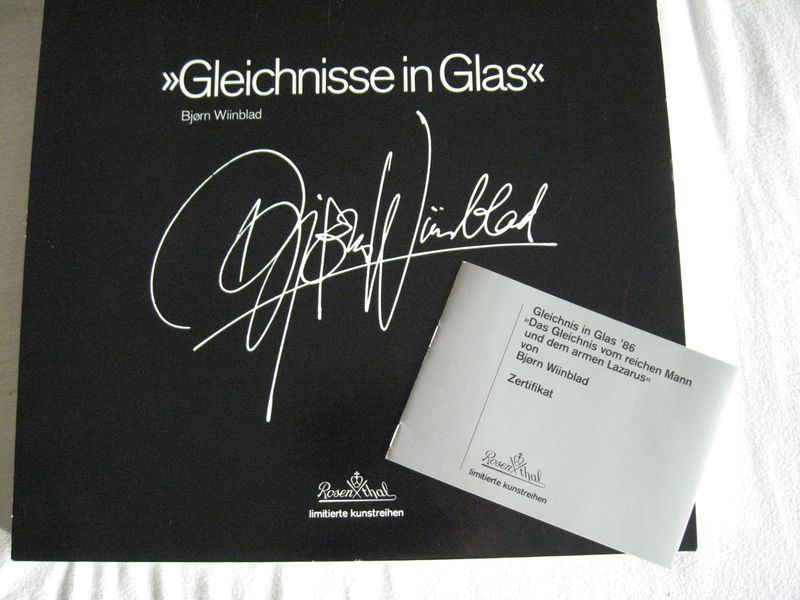 »Gleichnisse in Glas«
Bjørn Wiinblad
Bjørn Wiinblad
Rosenthal
limitierte kunstreihen
Gleichnis in Glas '86
»Das Gleichnis vom reichen Mann
und dem armen Lazarus«
von
Bjørn Wiinblad
Zertifikat
Rosenthal
limitierte kunstreihen